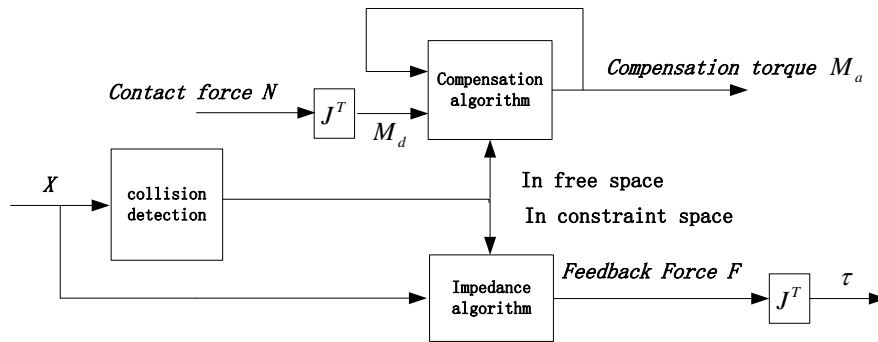 Compensation
algorithm
Compensation torque M_a
Contact force N
J^T
M_d
X
collision
detection
In free space
In constraint space
Impedance
algorithm
Feedback Force F
J^T
τ